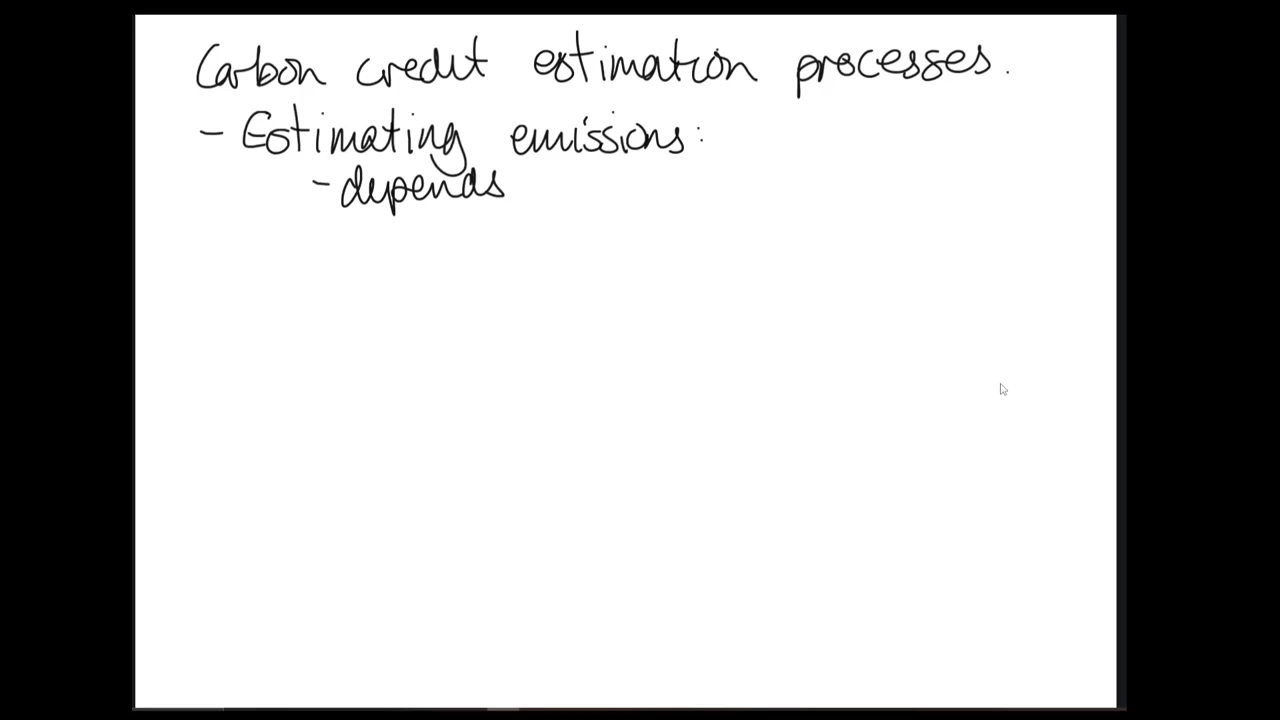 Carbon credit estimation processes.
- Estimating emissions:
- depends